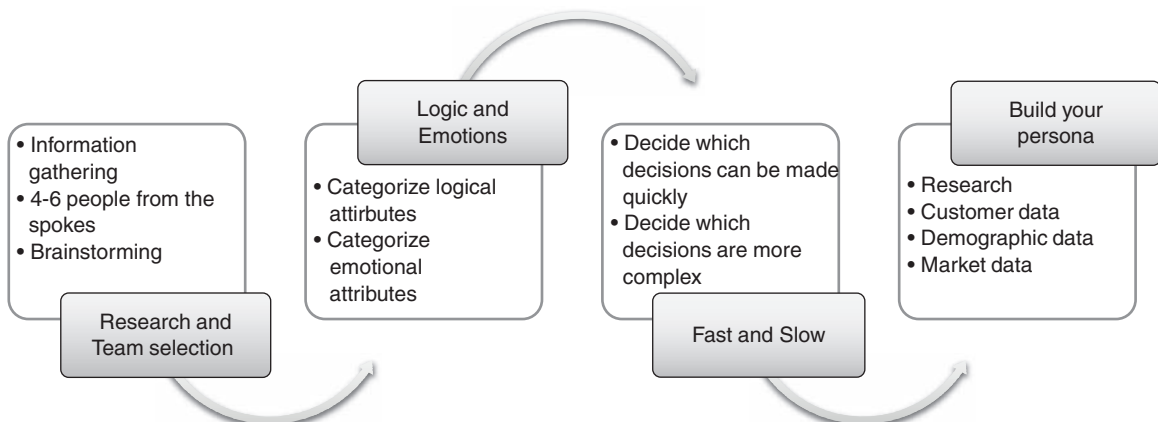 • Information
gathering
• 4-6 people from the
spokes
• Brainstorming
Research and
Team selection
Logic and
Emotions
• Categorize logical
attirbutes
• Categorize
emotional
attributes
• Decide which
decisions can be made
quickly
• Decide which
decisions are more
complex
Fast and Slow
Build your
persona
• Research
• Customer data
• Demographic data
• Market data